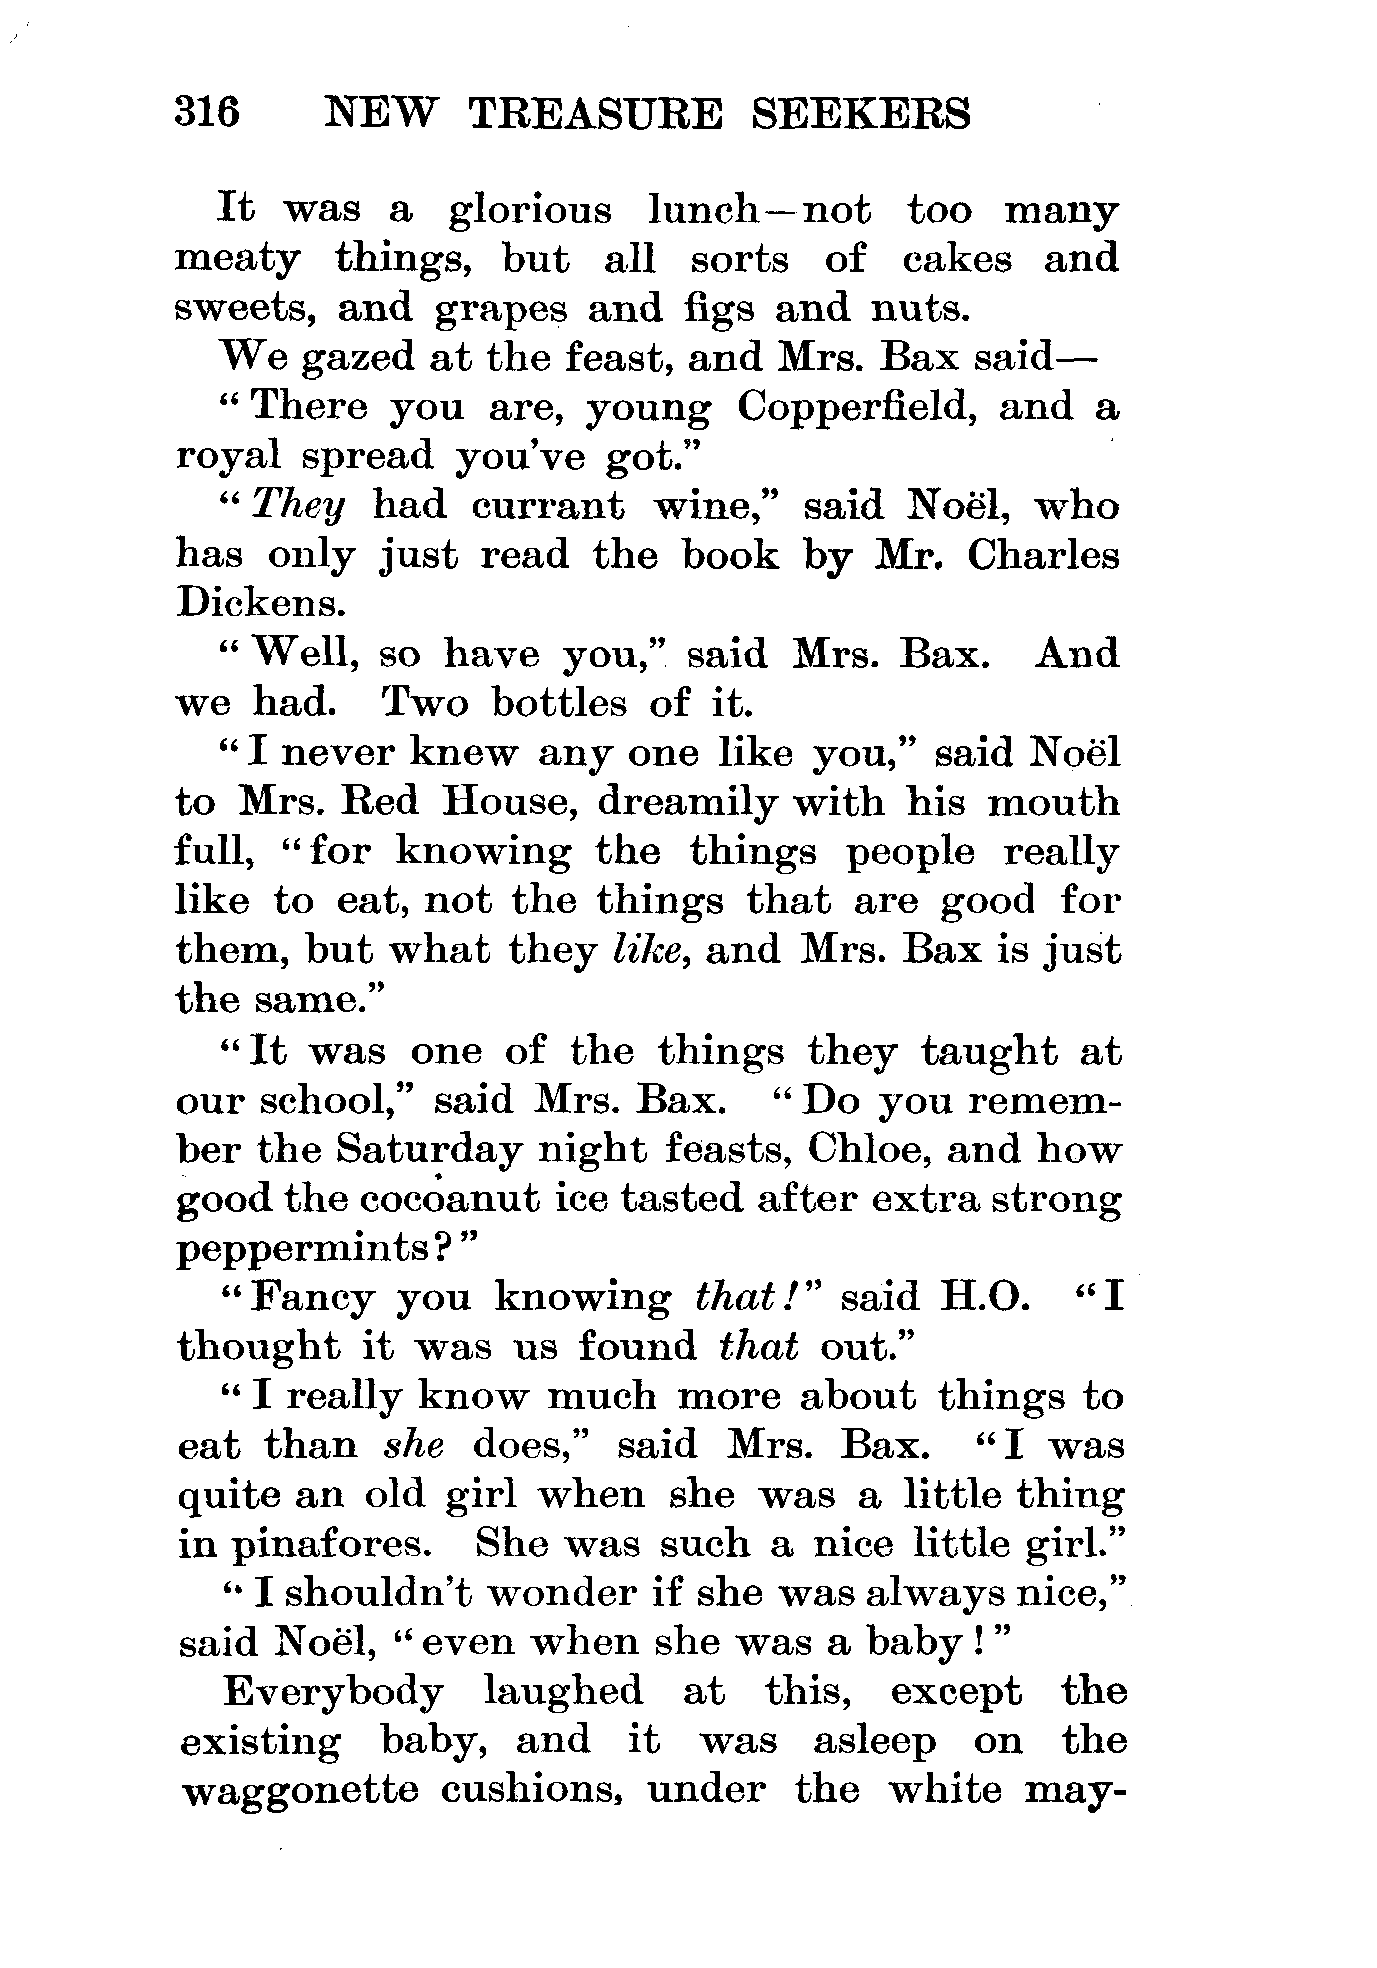 316 NEW TREASURE SEEKERS
It was a glorious lunch—not too many
meaty things, but all sorts of cakes and
sweets, and grapes and figs and nuts.
We gazed at the feast, and Mrs. Bax said—
“There you are, young Copperfield, and a
royal spread you’ve got.”
“They had currant wine,” said Noël, who
has only just read the book by Mr. Charles
Dickens.
“Well, so have you,” said Mrs. Bax. And
we had. Two bottles of it.
“I never knew any one like you,” said Noël
to Mrs. Red House, dreamily with his mouth
full, “for knowing the things people really
like to eat, not the things that are good for
them, but what they like, and Mrs. Bax is just
the same.”
“It was one of the things they taught at
our school,” said Mrs. Bax. “Do you remem-
ber the Saturday night feasts, Chloe, and how
good the cocoanut ice tasted after extra strong
peppermints?”
“Fancy you knowing that!” said H.O. “I
thought it was us found that out.”
“I really know much more about things to
eat than she does,” said Mrs. Bax. “I was
quite an old girl when she was a little thing
in pinafores. She was such a nice little girl.”
“I shouldn’t wonder if she was always nice,”
said Noël, “even when she was a baby!”
Everybody laughed at this, except the
existing baby, and it was asleep on the
waggonette cushions, under the white may-